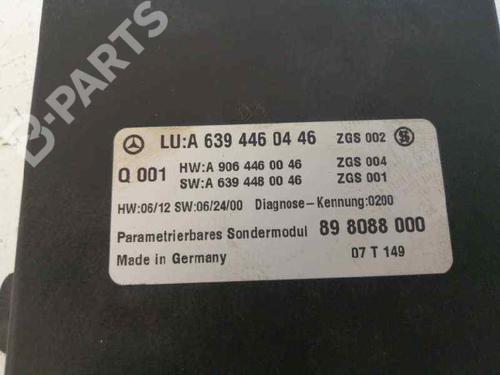 B-PARTS
LU:A 639 446 04 46 ZGS 002
Q 001 HW:A 906 446 00 46 ZGS 004
SW:A 639 448 00 46 ZGS 001
HW:06/12 SW:06/24/00 Diagnose-Kennung:0200
Parametrierbares Sondermodul 89 8088 000
Made in Germany 07 T 149